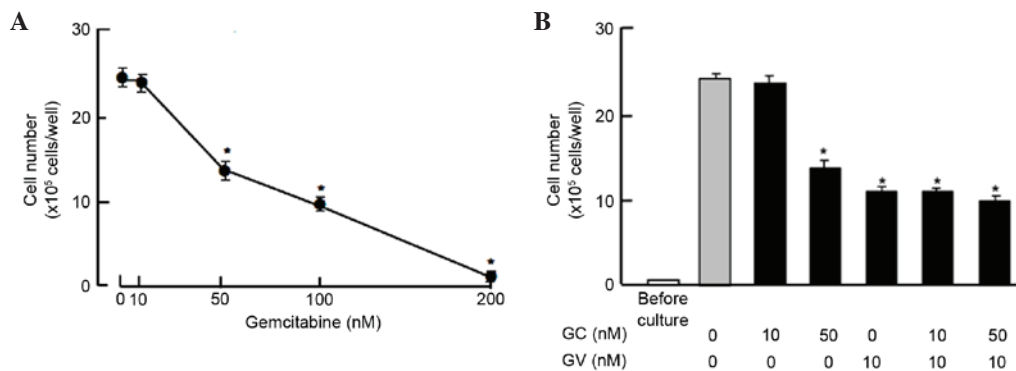 A
30
20
10
0
Cell number
(x10⁵ cells/well)
*
*
*
0 10 50 100 200
Gemcitabine (nM)
B
30
20
10
0
Cell number
(x10⁵ cells/well)
*
*
*
*
Before
culture
GC (nM) 0 10 50 0 10 50
GV (nM) 0 0 0 10 10 10